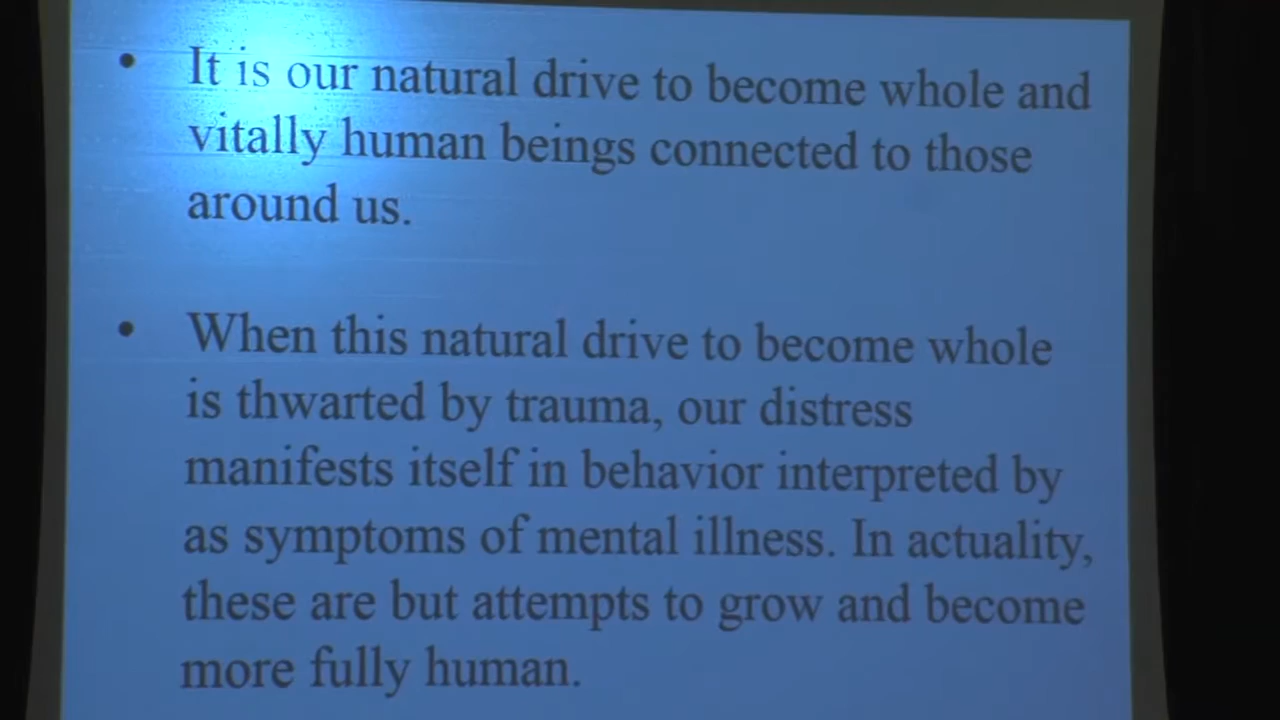 • It is our natural drive to become whole and
vitally human beings connected to those
around us.
• When this natural drive to become whole
is thwarted by trauma, our distress
manifests itself in behavior interpreted by
as symptoms of mental illness. In actuality,
these are but attempts to grow and become
more fully human.